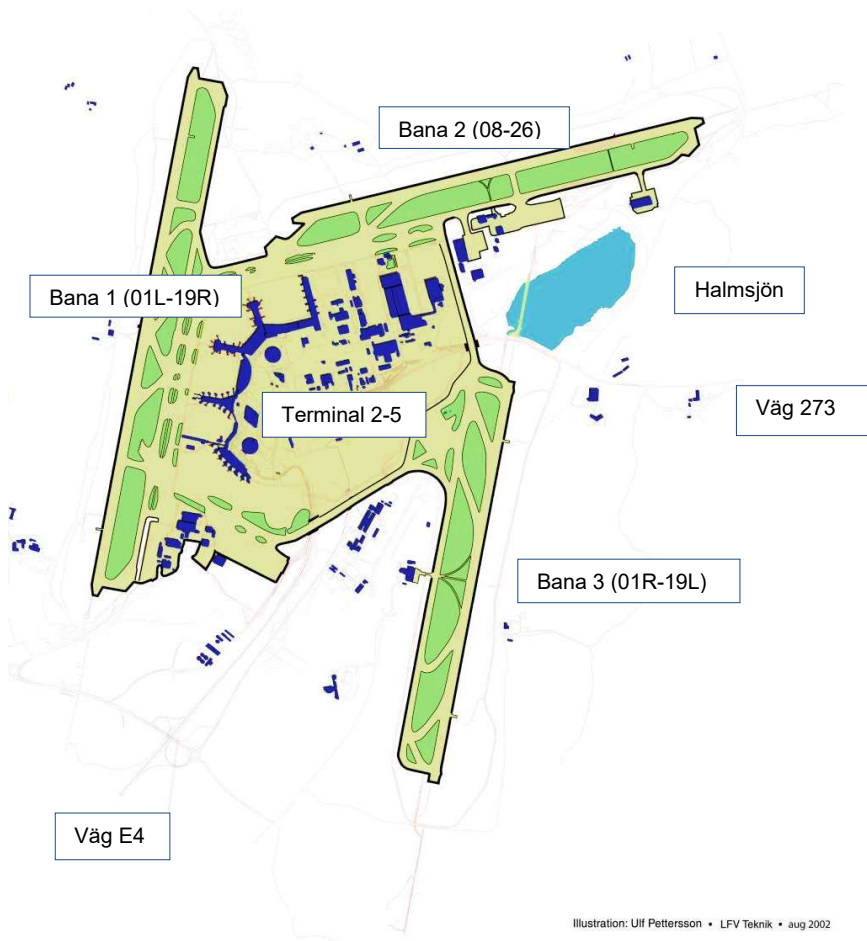 Bana 2 (08-26)
Bana 1 (01L-19R)
Halmsjön
Terminal 2-5
Väg 273
Bana 3 (01R-19L)
Väg E4
Illustration: Ulf Pettersson • LFV Teknik • aug 2002